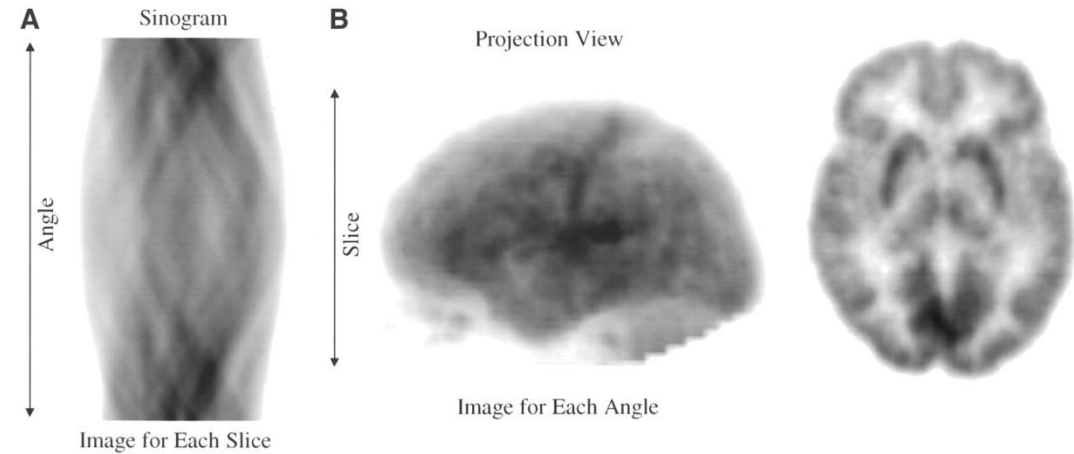 A
Sinogram
Angle
Image for Each Slice
B
Projection View
Slice
Image for Each Angle